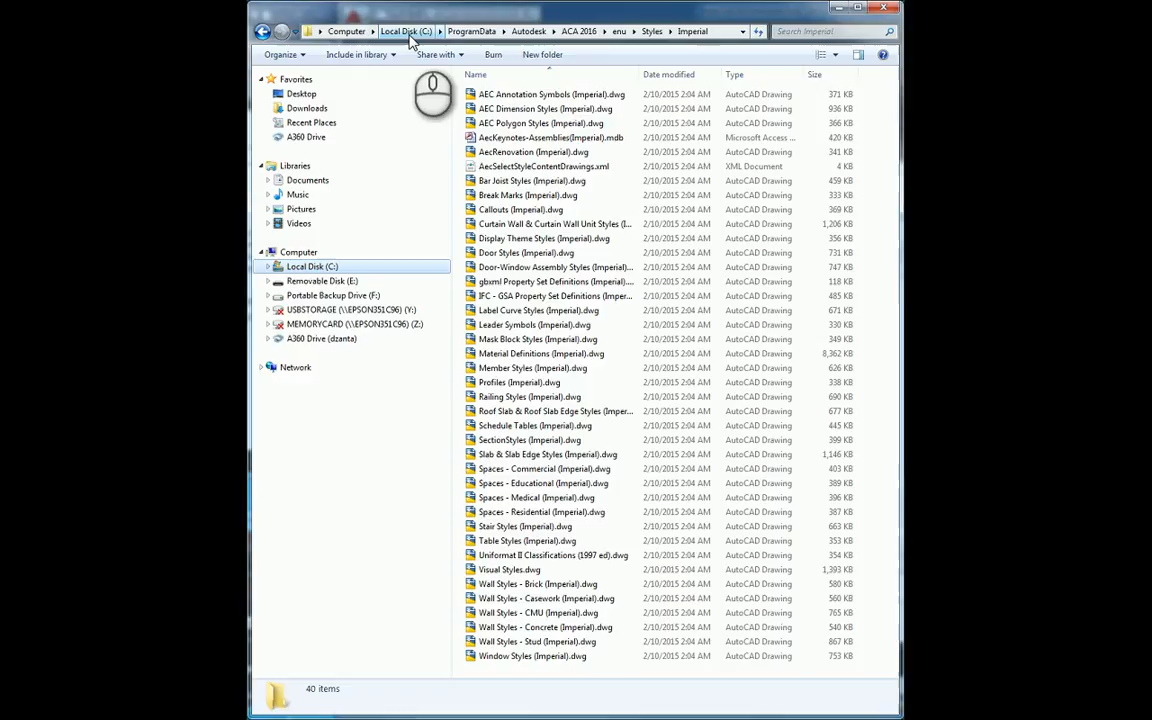 Computer Local Disk (C:) ProgramData Autodesk ACA 2016 enu Styles Imperial Search Imperial
Organize Include in library Share with Burn New folder
Name Date modified Type Size
Favorites
Desktop
Downloads
Recent Places
A360 Drive
Libraries
Documents
Music
Pictures
Videos
Computer
Local Disk (C:)
Removable Disk (E:)
Portable Backup Drive (F:)
USBSTORAGE (\\EPSON351C96) (Y:)
MEMORYCARD (\\EPSON351C96) (Z:)
A360 Drive (dzanta)
Network
AEC Annotation Symbols (Imperial).dwg 2/10/2015 2:04 AM AutoCAD Drawing 371 KB
AEC Dimension Styles (Imperial).dwg 2/10/2015 2:04 AM AutoCAD Drawing 936 KB
AEC Polygon Styles (Imperial).dwg 2/10/2015 2:04 AM AutoCAD Drawing 366 KB
AecKeynotes-Assemblies(Imperial).mdb 2/10/2015 2:04 AM Microsoft Access ... 420 KB
AecRenovation (Imperial).dwg 2/10/2015 2:04 AM AutoCAD Drawing 341 KB
AecSelectStyleContentDrawings.xml 2/10/2015 2:04 AM XML Document 4 KB
Bar Joist Styles (Imperial).dwg 2/10/2015 2:04 AM AutoCAD Drawing 459 KB
Break Marks (Imperial).dwg 2/10/2015 2:04 AM AutoCAD Drawing 333 KB
Callouts (Imperial).dwg 2/10/2015 2:04 AM AutoCAD Drawing 369 KB
Curtain Wall & Curtain Wall Unit Styles (I... 2/10/2015 2:04 AM AutoCAD Drawing 1,206 KB
Display Theme Styles (Imperial).dwg 2/10/2015 2:04 AM AutoCAD Drawing 356 KB
Door Styles (Imperial).dwg 2/10/2015 2:04 AM AutoCAD Drawing 731 KB
Door-Window Assembly Styles (Imperial)... 2/10/2015 2:04 AM AutoCAD Drawing 747 KB
gbxml Property Set Definitions (Imperial).... 2/10/2015 2:04 AM AutoCAD Drawing 118 KB
IFC - GSA Property Set Definitions (Imper... 2/10/2015 2:04 AM AutoCAD Drawing 485 KB
Label Curve Styles (Imperial).dwg 2/10/2015 2:04 AM AutoCAD Drawing 671 KB
Leader Symbols (Imperial).dwg 2/10/2015 2:04 AM AutoCAD Drawing 330 KB
Mask Block Styles (Imperial).dwg 2/10/2015 2:04 AM AutoCAD Drawing 349 KB
Material Definitions (Imperial).dwg 2/10/2015 2:04 AM AutoCAD Drawing 8,362 KB
Member Styles (Imperial).dwg 2/10/2015 2:04 AM AutoCAD Drawing 626 KB
Profiles (Imperial).dwg 2/10/2015 2:04 AM AutoCAD Drawing 338 KB
Railing Styles (Imperial).dwg 2/10/2015 2:04 AM AutoCAD Drawing 690 KB
Roof Slab & Roof Slab Edge Styles (Imper... 2/10/2015 2:04 AM AutoCAD Drawing 677 KB
Schedule Tables (Imperial).dwg 2/10/2015 2:04 AM AutoCAD Drawing 445 KB
SectionStyles (Imperial).dwg 2/10/2015 2:04 AM AutoCAD Drawing 399 KB
Slab & Slab Edge Styles (Imperial).dwg 2/10/2015 2:04 AM AutoCAD Drawing 1,146 KB
Spaces - Commercial (Imperial).dwg 2/10/2015 2:04 AM AutoCAD Drawing 403 KB
Spaces - Educational (Imperial).dwg 2/10/2015 2:04 AM AutoCAD Drawing 389 KB
Spaces - Medical (Imperial).dwg 2/10/2015 2:04 AM AutoCAD Drawing 396 KB
Spaces - Residential (Imperial).dwg 2/10/2015 2:04 AM AutoCAD Drawing 387 KB
Stair Styles (Imperial).dwg 2/10/2015 2:04 AM AutoCAD Drawing 663 KB
Table Styles (Imperial).dwg 2/10/2015 2:04 AM AutoCAD Drawing 353 KB
Uniformat II Classifications (1997 ed).dwg 2/10/2015 2:04 AM AutoCAD Drawing 354 KB
Visual Styles.dwg 2/10/2015 2:04 AM AutoCAD Drawing 1,393 KB
Wall Styles - Brick (Imperial).dwg 2/10/2015 2:04 AM AutoCAD Drawing 580 KB
Wall Styles - Casework (Imperial).dwg 2/10/2015 2:04 AM AutoCAD Drawing 560 KB
Wall Styles - CMU (Imperial).dwg 2/10/2015 2:04 AM AutoCAD Drawing 765 KB
Wall Styles - Concrete (Imperial).dwg 2/10/2015 2:04 AM AutoCAD Drawing 540 KB
Wall Styles - Stud (Imperial).dwg 2/10/2015 2:04 AM AutoCAD Drawing 867 KB
Window Styles (Imperial).dwg 2/10/2015 2:04 AM AutoCAD Drawing 753 KB
40 items